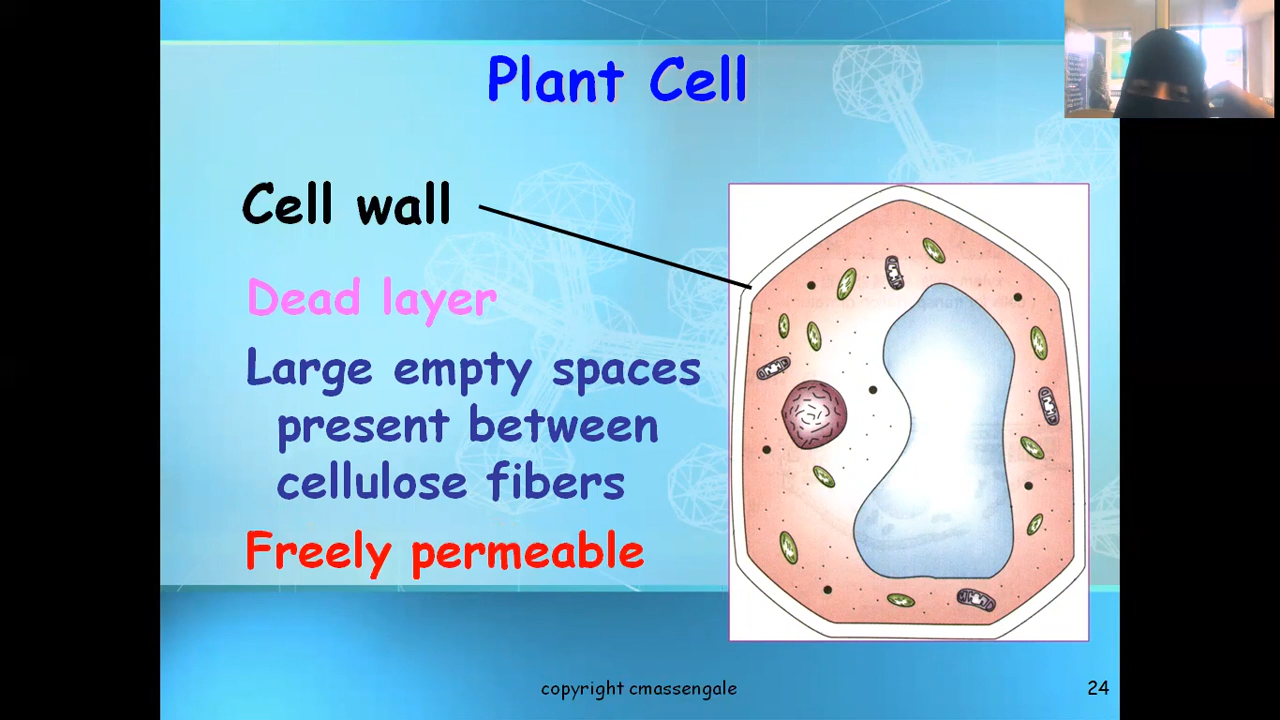 Plant Cell
Cell wall
Dead layer
Large empty spaces
present between
cellulose fibers
Freely permeable
copyright cmassengale
24